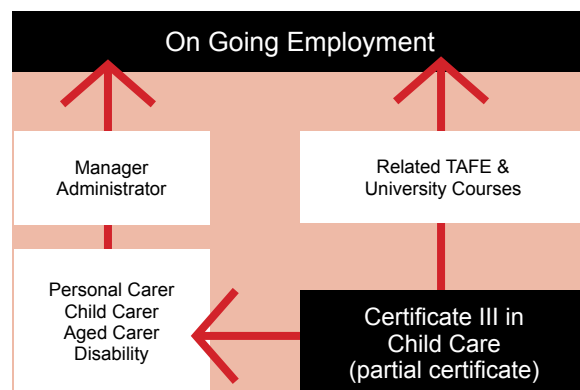 On Going Employment
Manager
Administrator
Related TAFE &
University Courses
Personal Carer
Child Carer
Aged Carer
Disability
Certificate III in
Child Care
(partial certificate)